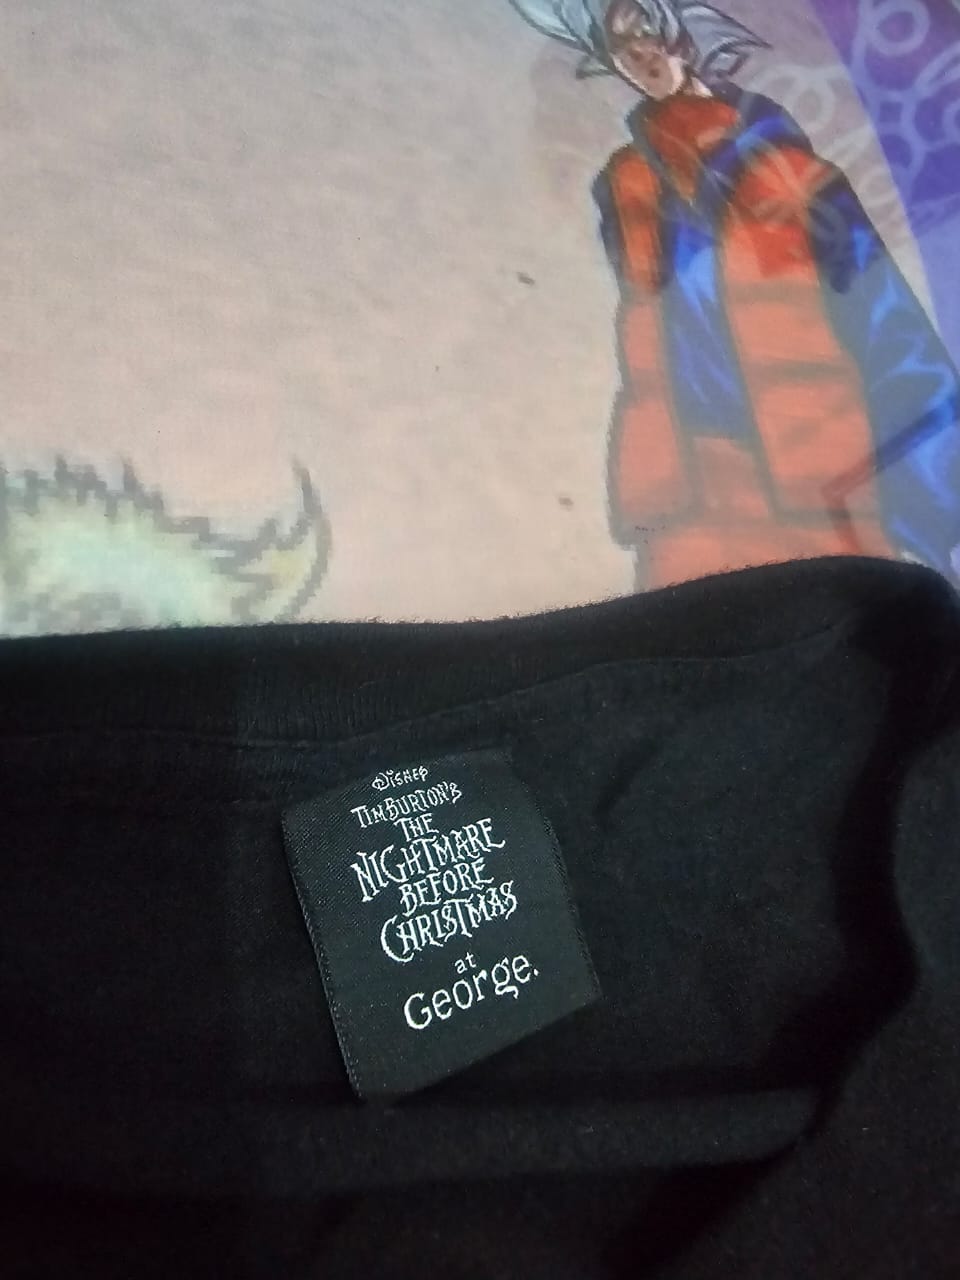 Disney
TIM BURTON'S
THE
NIGHTMARE
BEFORE
CHRISTMAS
at
George.